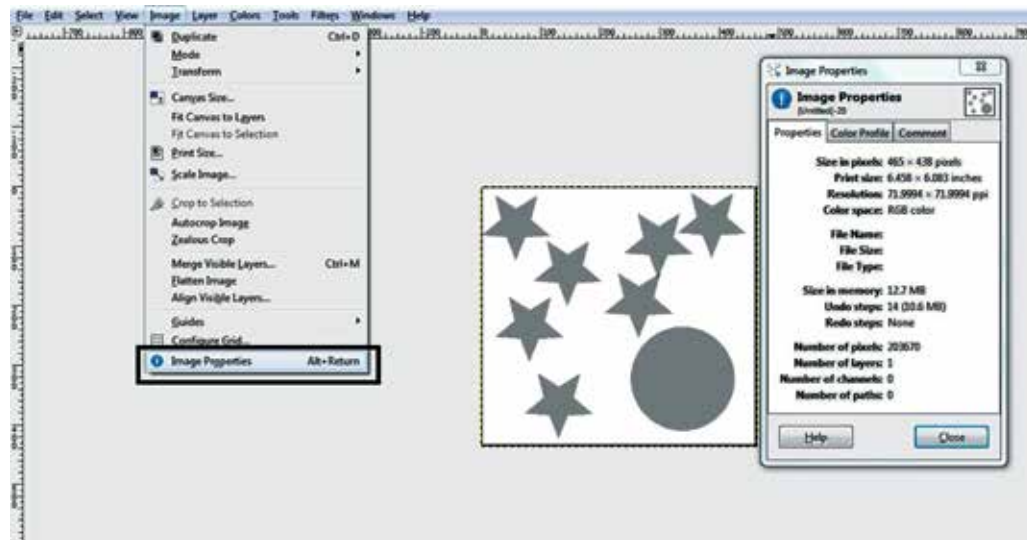 File Edit Select View Image Layer Colors Tools Filters Windows Help
Duplicate Ctrl+D
Mode
Transform
Canvas Size...
Fit Canvas to Layers
Fit Canvas to Selection
Print Size...
Scale Image...
Crop to Selection
Autocrop Image
Zealous Crop
Merge Visible Layers... Ctrl+M
Flatten Image
Align Visible Layers...
Guides
Configure Grid...
Image Properties Alt+Return
Image Properties
Image Properties
[Untitled]-20
Properties Color Profile Comment
Size in pixels: 465 × 438 pixels
Print size: 6.458 × 6.083 inches
Resolution: 71.9994 × 71.9994 ppi
Color space: RGB color
File Name:
File Size:
File Type:
Size in memory: 12.7 MB
Undo steps: 14 (10.6 MB)
Redo steps: None
Number of pixels: 203670
Number of layers: 1
Number of channels: 0
Number of paths: 0
Help Close